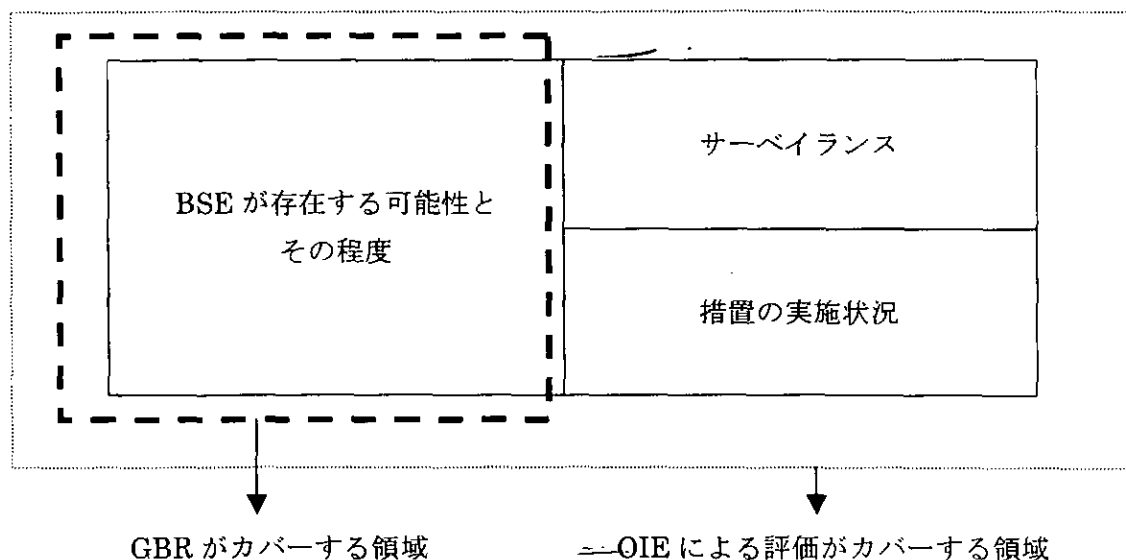 BSE が存在する可能性と
その程度
サーベイランス
措置の実施状況
GBR がカバーする領域
OIE による評価がカバーする領域